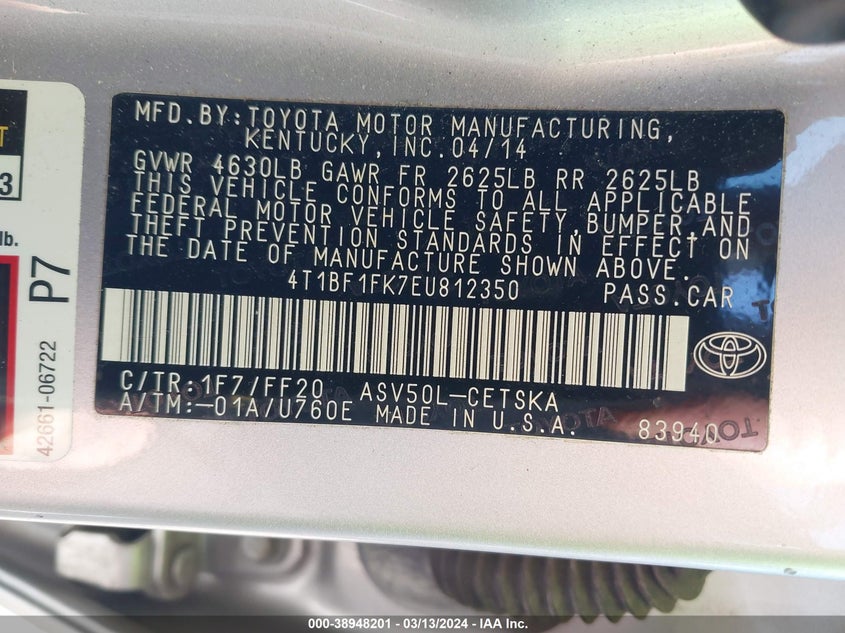 MFD.BY:TOYOTA MOTOR MANUFACTURING,
KENTUCKY,INC.04/14
GVWR 4630LB GAWR FR 2625LB RR 2625LB
THIS VEHICLE CONFORMS TO ALL APPLICABLE
FEDERAL MOTOR VEHICLE SAFETY,BUMPER,AND
THEFT PREVENTION STANDARDS IN EFFECT ON
THE DATE OF MANUFACTURE SHOWN ABOVE.
4T1BF1FK7EU812350 PASS.CAR
C/TR:1F7/FF20 ASV50L-CETSKA
A/TM:-01A/U760E MADE IN U.S.A. 83940
TOYOTA
3
lb.
P7
42661-06722
000-38948201 - 03/13/2024 - IAA Inc.